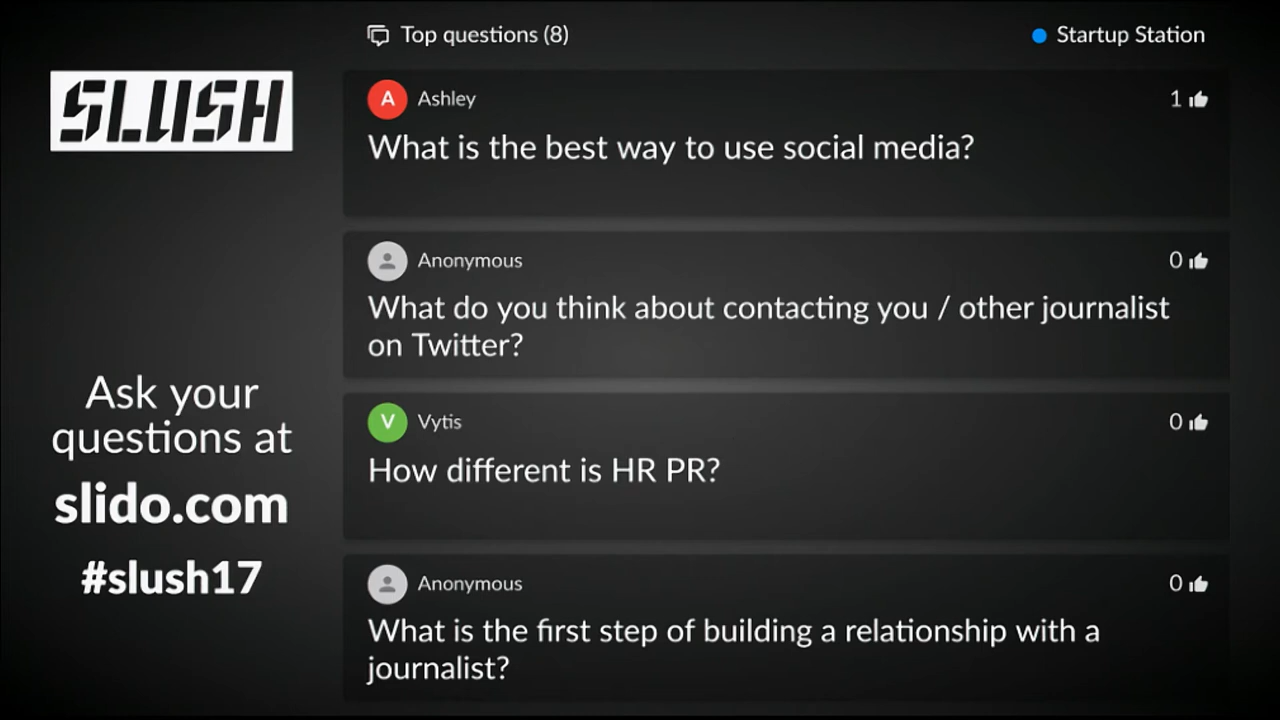 Top questions (8)
Startup Station
SLUSH
A Ashley
1
What is the best way to use social media?
Anonymous
0
What do you think about contacting you / other journalist
on Twitter?
V Vytis
0
How different is HR PR?
Anonymous
0
What is the first step of building a relationship with a
journalist?
Ask your
questions at
slido.com
#slush17